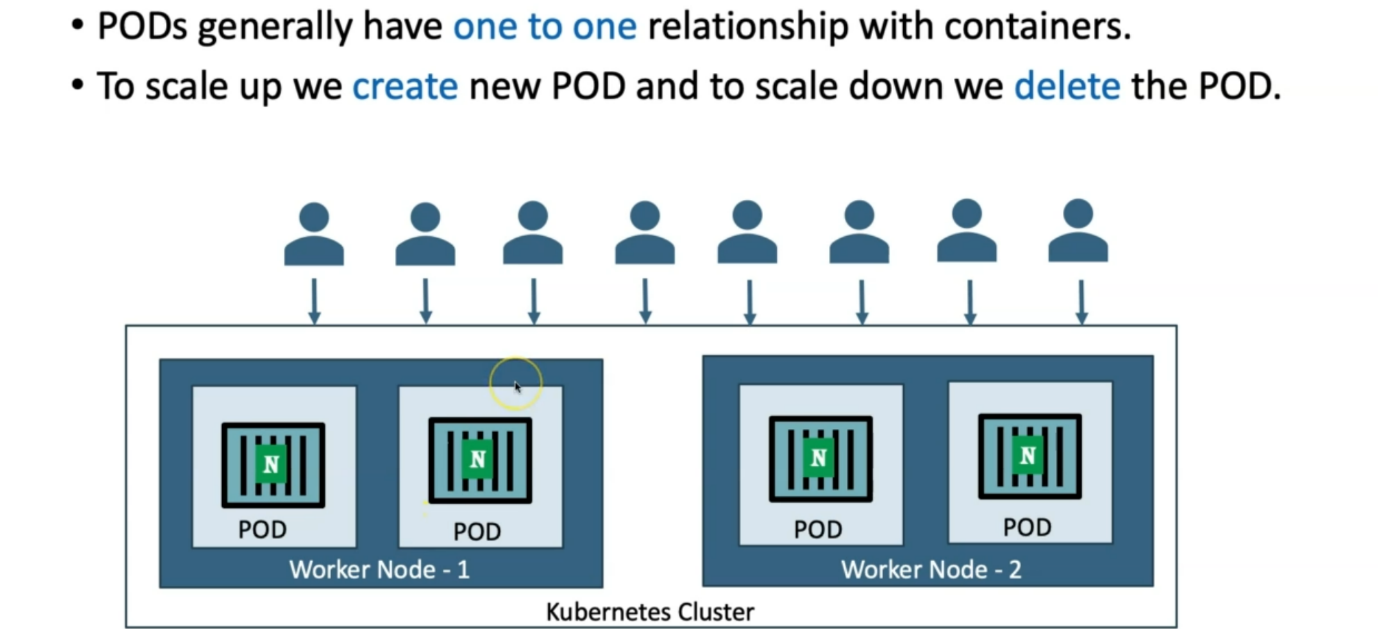 • PODs generally have one to one relationship with containers.
• To scale up we create new POD and to scale down we delete the POD.
N N N N
POD POD POD POD
Worker Node - 1 Worker Node - 2
Kubernetes Cluster